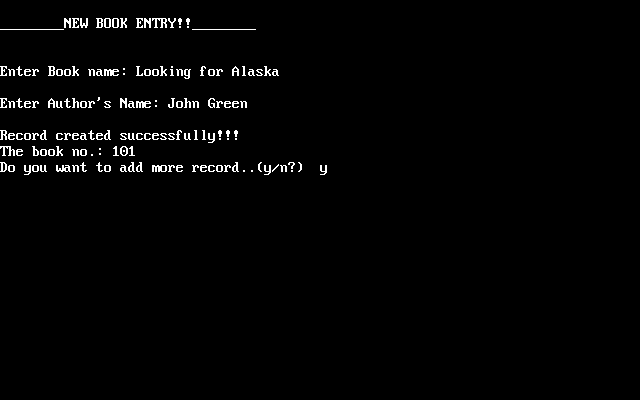 ________NEW BOOK ENTRY!!________
Enter Book name: Looking for Alaska
Enter Author's Name: John Green
Record created successfully!!!
The book no.: 101
Do you want to add more record..(y/n?)  y